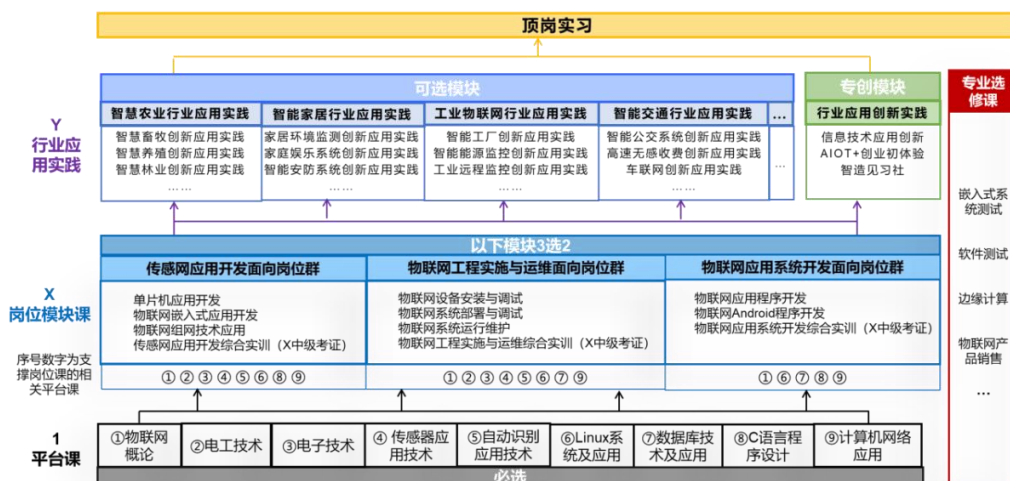 顶岗实习
可选模块
专创模块
专业选
修课
智慧农业行业应用实践
智能家居行业应用实践
工业物联网行业应用实践
智能交通行业应用实践
...
行业应用创新实践
Y
行业应
用实践
智慧畜牧创新应用实践
智慧养殖创新应用实践
智慧林业创新应用实践
……
家居环境监测创新应用实践
家庭娱乐系统创新应用实践
智能安防系统创新应用实践
……
智能工厂创新应用实践
智能能源监控创新应用实践
工业远程监控创新应用实践
……
智能公交系统创新应用实践
高速无感收费创新应用实践
车联网创新应用实践
……
...
信息技术应用创新
AIOT+创业初体验
智造见习社
嵌入式系
统测试
软件测试
边缘计算
物联网产
品销售
...
以下模块3选2
传感网应用开发面向岗位群
物联网工程实施与运维面向岗位群
物联网应用系统开发面向岗位群
X
岗位模块课
序号数字为支
撑岗位课的相
关平台课
单片机应用开发
物联网嵌入式应用开发
物联网组网技术应用
传感网应用开发综合实训（X中级考证）
物联网设备安装与调试
物联网系统部署与调试
物联网系统运行维护
物联网工程实施与运维综合实训（X中级考证）
物联网应用程序开发
物联网Android程序开发
物联网应用系统开发综合实训（X中级考证）
①②③④⑤⑥⑧⑨
①②③④⑤⑥⑦⑨
①⑥⑦⑧⑨
1
平台课
①物联网
概论
②电工技术
③电子技术
④ 传感器应
用技术
⑤自动识别
应用技术
⑥Linux系
统及应用
⑦数据库技
术及应用
⑧C语言程
序设计
⑨计算机网络
应用
必选